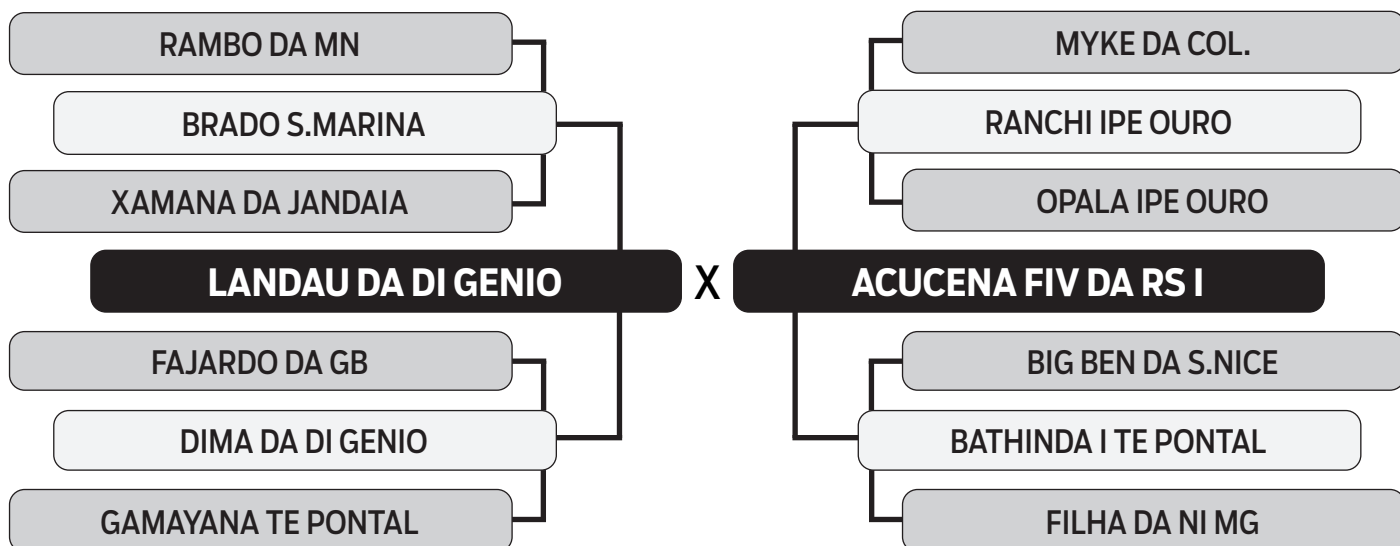 RAMBO DA MN
BRADO S.MARINA
XAMANA DA JANDAIA
LANDAU DA DI GENIO
FAJARDO DA GB
DIMA DA DI GENIO
GAMAYANA TE PONTAL
X
MYKE DA COL.
RANCHI IPE OURO
OPALA IPE OURO
ACUCENA FIV DA RS I
BIG BEN DA S.NICE
BATHINDA I TE PONTAL
FILHA DA NI MG